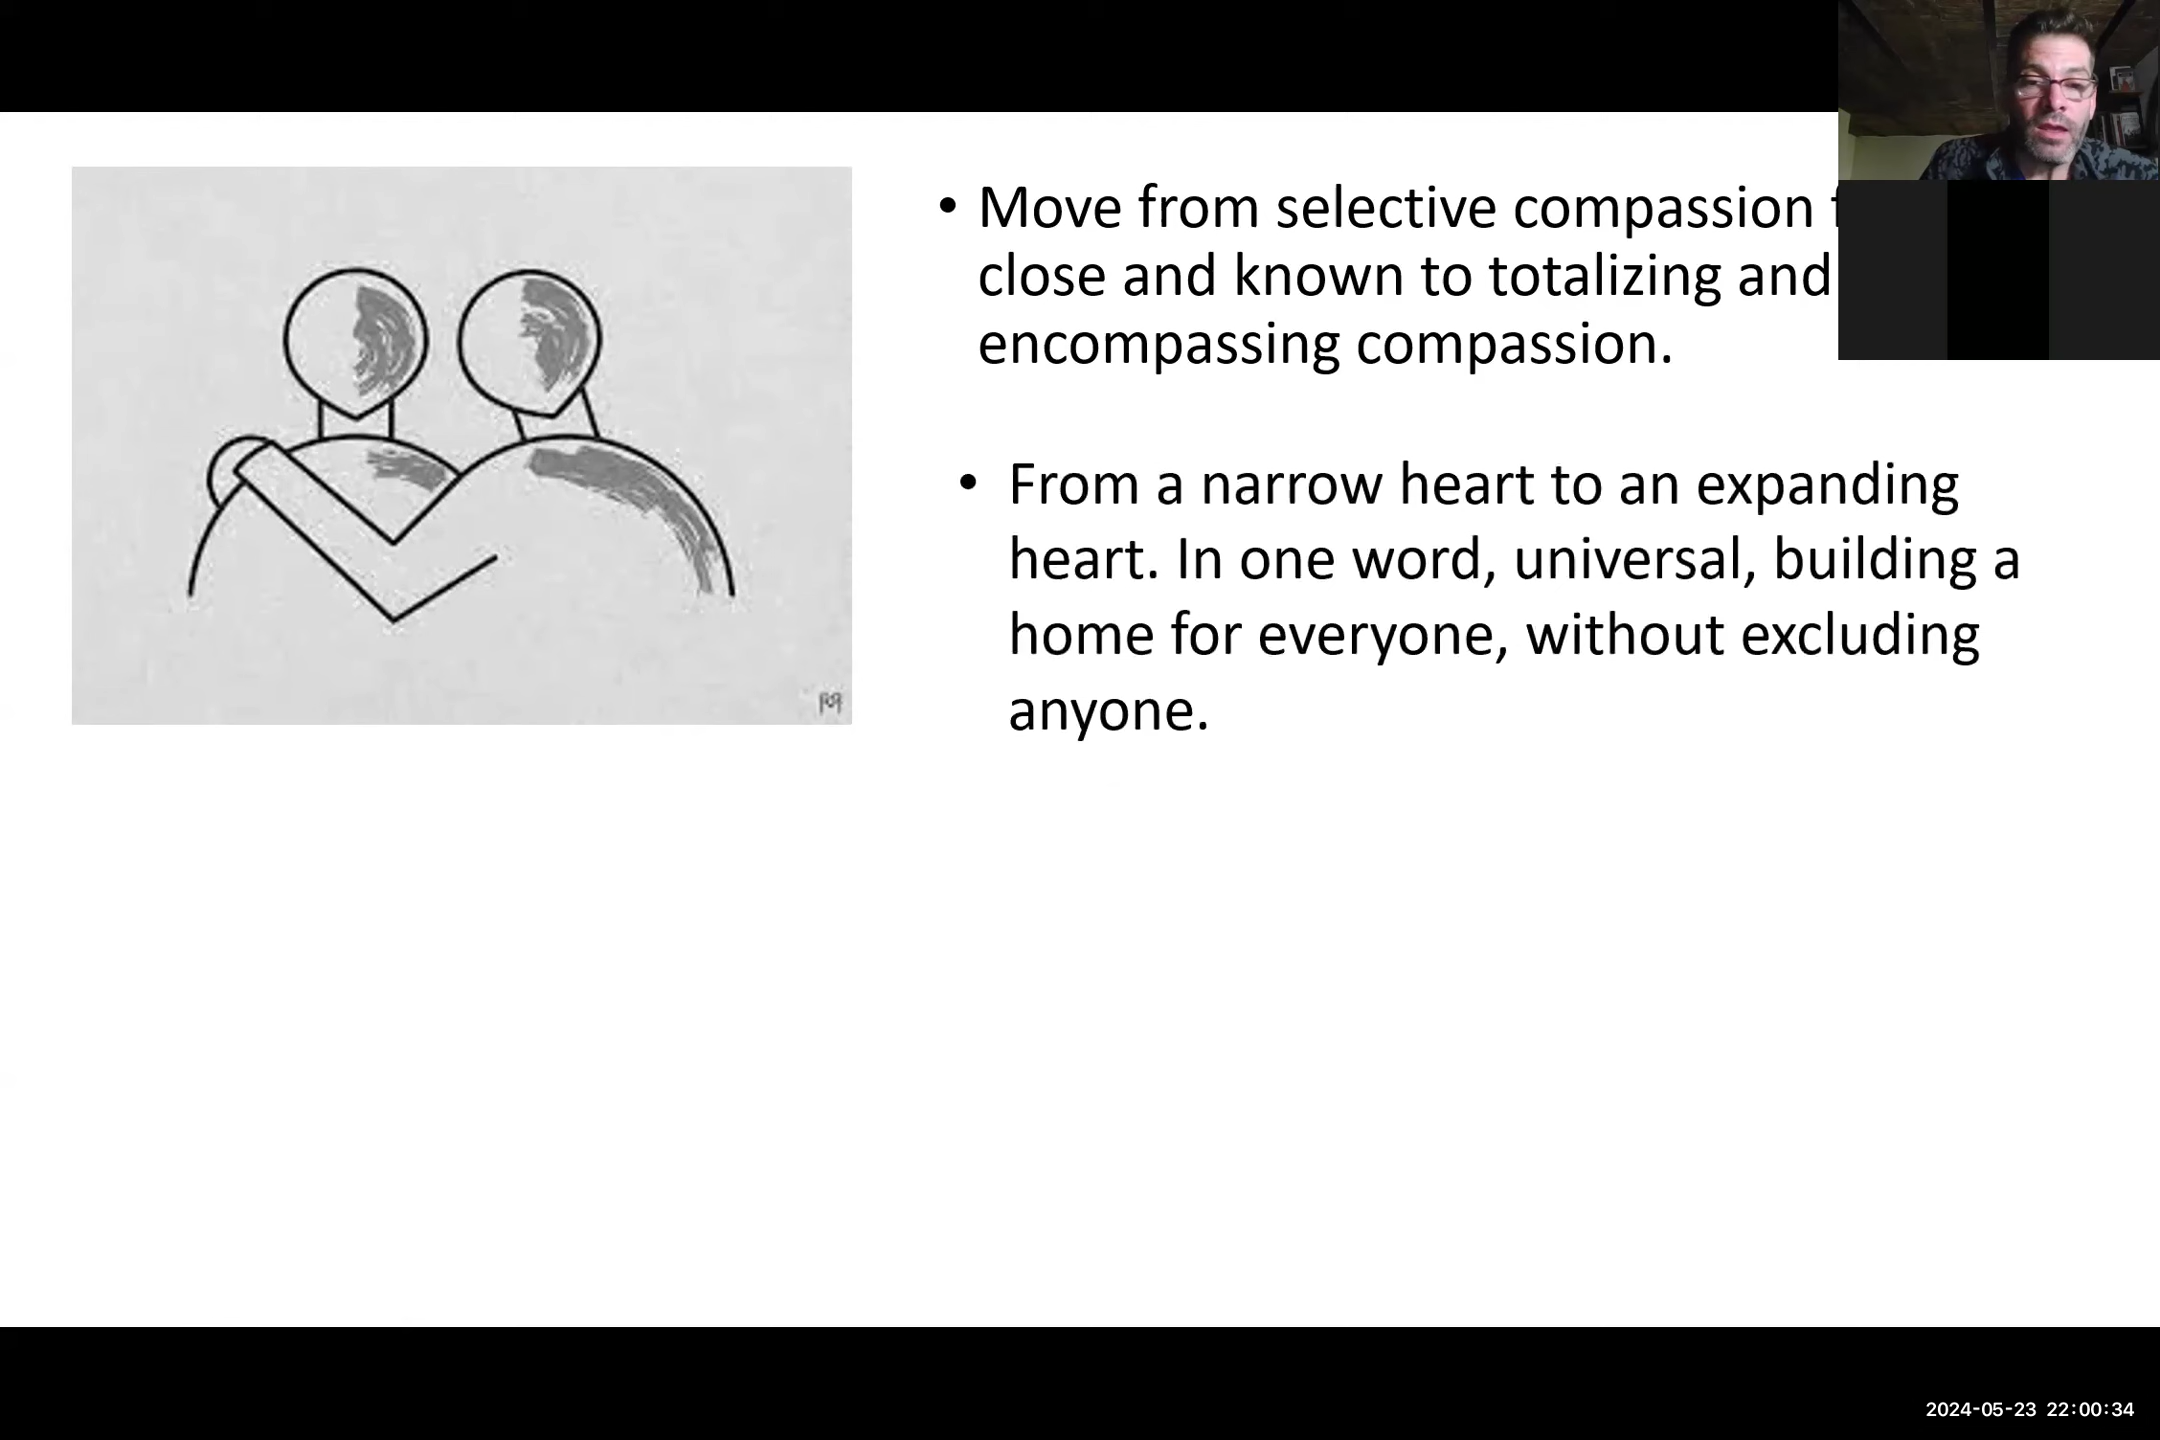 • Move from selective compassion
close and known to totalizing and
encompassing compassion.
• From a narrow heart to an expanding
heart. In one word, universal, building a
home for everyone, without excluding
anyone.
2024-05-23 22:00:34